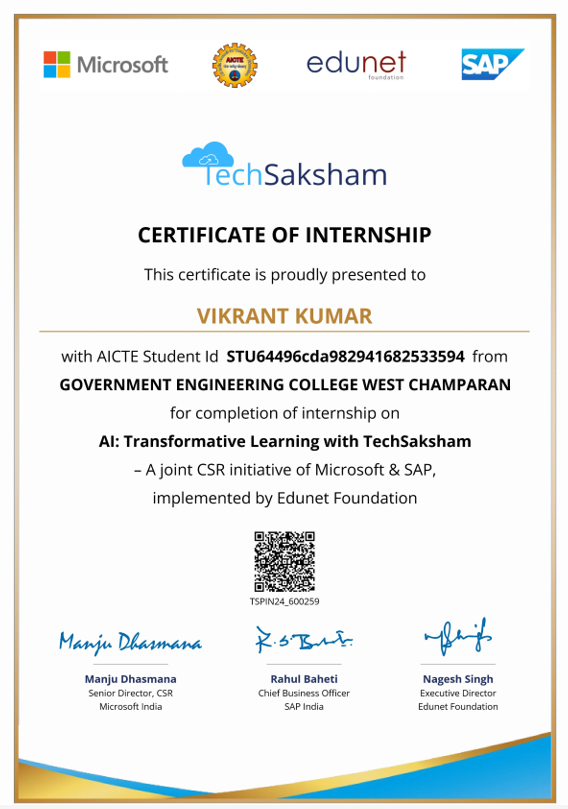 Microsoft
AICTE
edunet
foundation
SAP
TechSaksham
CERTIFICATE OF INTERNSHIP
This certificate is proudly presented to
VIKRANT KUMAR
with AICTE Student Id STU64496cda982941682533594 from
GOVERNMENT ENGINEERING COLLEGE WEST CHAMPARAN
for completion of internship on
AI: Transformative Learning with TechSaksham
– A joint CSR initiative of Microsoft & SAP,
implemented by Edunet Foundation
TSPIN24_600259
Manju Dhasmana
Manju Dhasmana
Senior Director, CSR
Microsoft India
Rahul Baheti
Chief Business Officer
SAP India
Nagesh Singh
Executive Director
Edunet Foundation